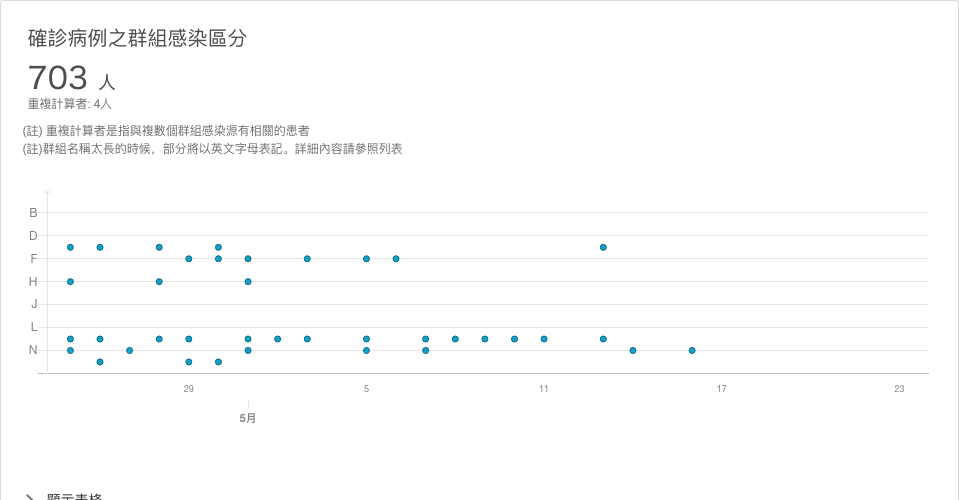 確診病例之群組感染區分
703 人
重複計算者: 4人
(註) 重複計算者是指與複數個群組感染源有相關的患者
(註)群組名稱太長的時候，部分將以英文字母表記。詳細內容請參照列表
B
D
F
H
J
L
N
29 5 11 17 23
5月
顯示表格